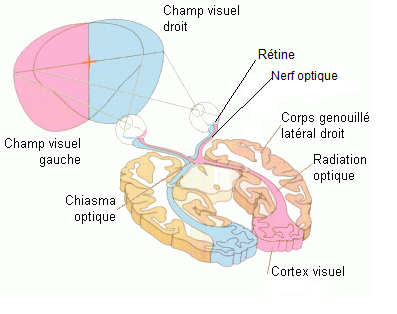 Champ visuel
droit
Rétine
Nerf optique
Corps genouillé
latéral droit
Champ visuel
gauche
Radiation
optique
Chiasma
optique
Cortex visuel